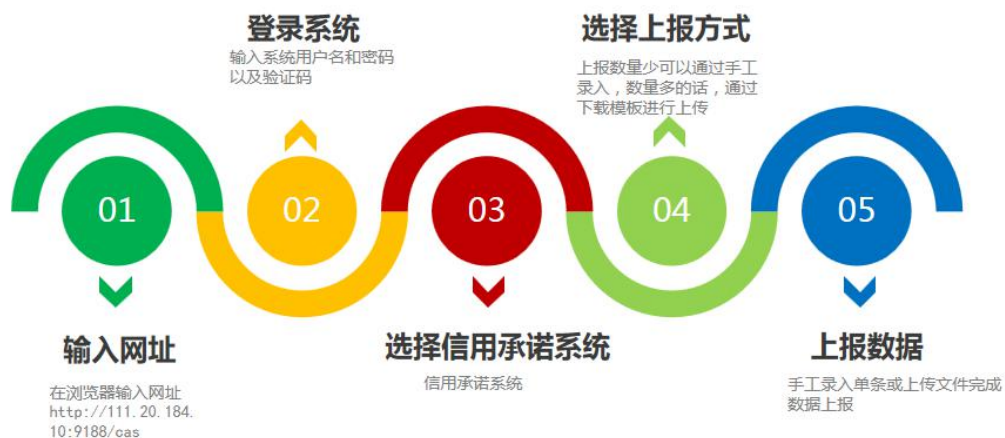 登录系统
输入系统用户名和密码
以及验证码
选择上报方式
上报数量少可以通过手工
录入，数量多的话，通过
下载模板进行上传
01
02
03
04
05
输入网址
在浏览器输入网址
http://111.20.184.
10:9188/cas
选择信用承诺系统
信用承诺系统
上报数据
手工录入单条或上传文件完成
数据上报